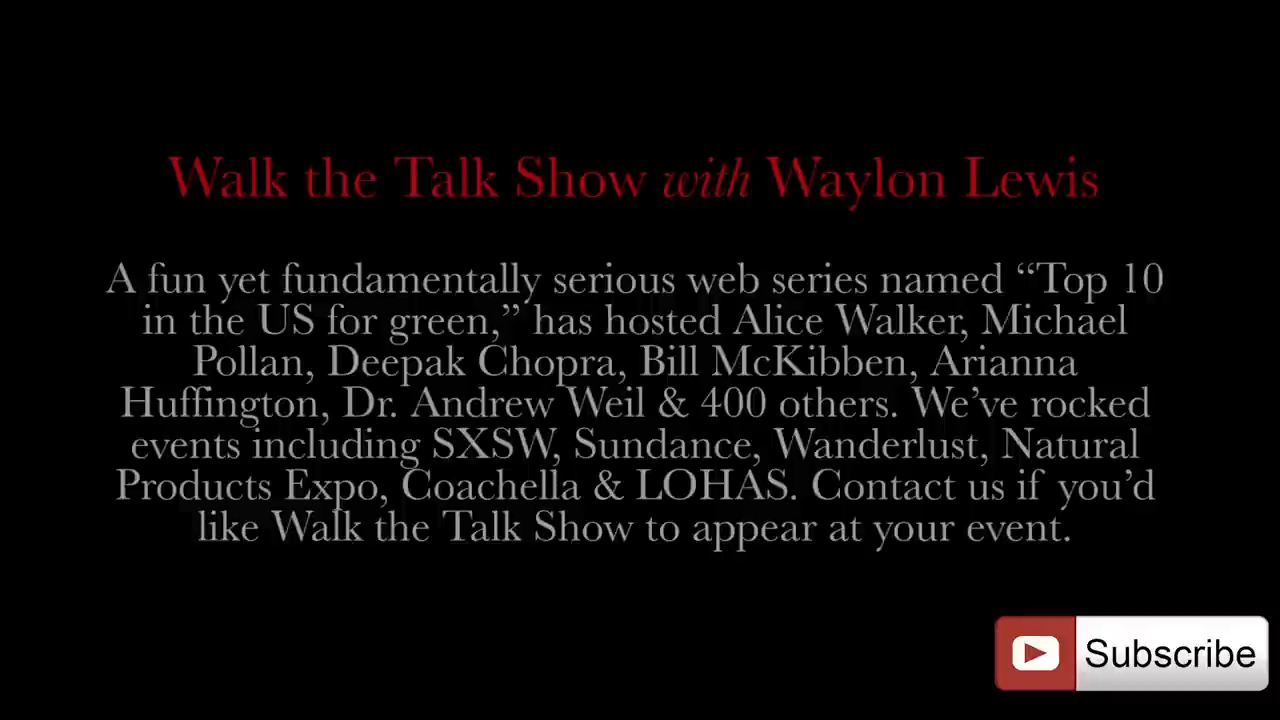 Walk the Talk Show with Waylon Lewis
A fun yet fundamentally serious web series named “Top 10
in the US for green,” has hosted Alice Walker, Michael
Pollan, Deepak Chopra, Bill McKibben, Arianna
Huffington, Dr. Andrew Weil & 400 others. We’ve rocked
events including SXSW, Sundance, Wanderlust, Natural
Products Expo, Coachella & LOHAS. Contact us if you’d
like Walk the Talk Show to appear at your event.
Subscribe